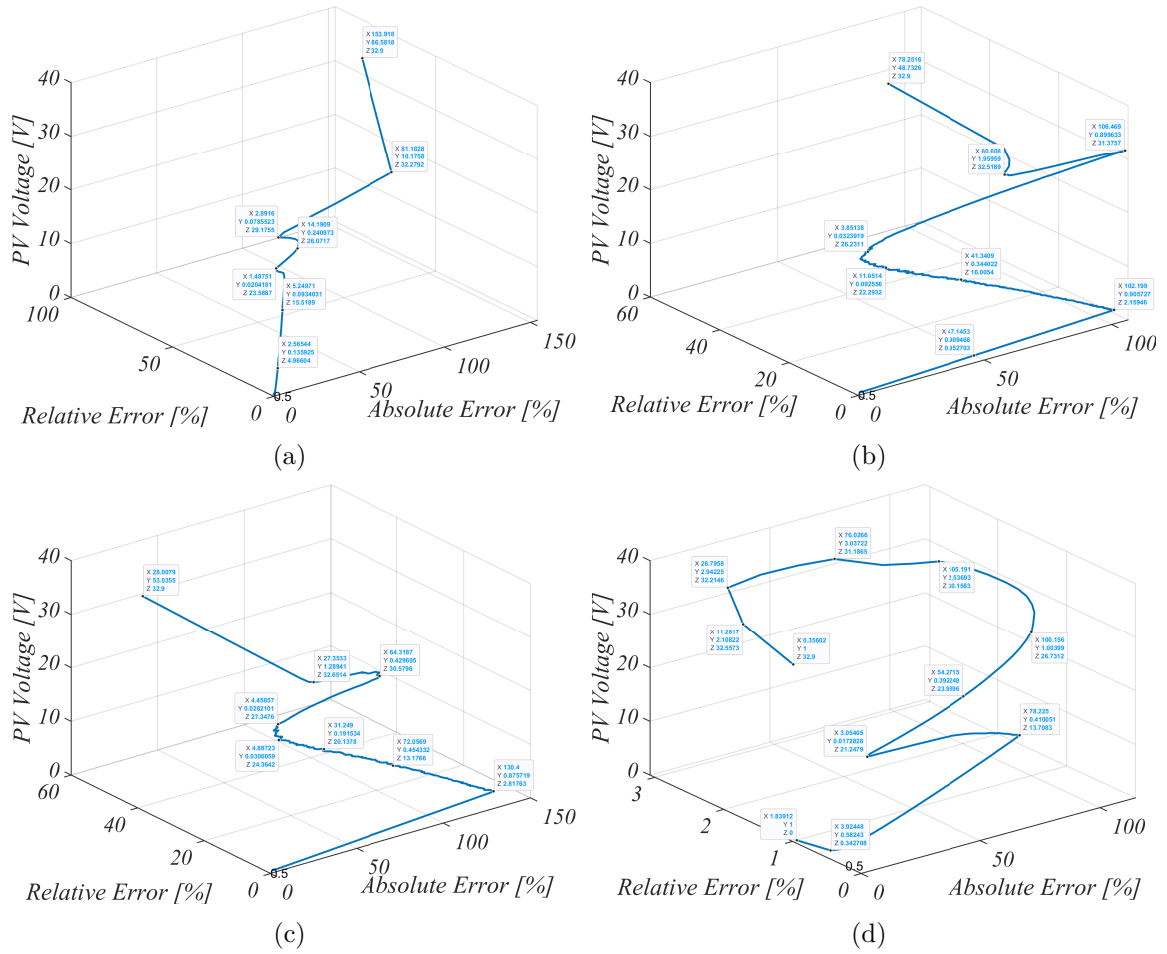 X 153.918
Y 86.5818
Z 32.9
X 81.1828
Y 10.1758
Z 32.2792
X 2.8916
Y 0.0785523
Z 29.1755
X 14.1909
Y 0.240973
Z 26.0717
X 1.48751
Y 0.0204181
Z 23.5887
X 5.24971
Y 0.0934031
Z 15.5189
X 2.56544
Y 0.135925
Z 4.96604
40
30
20
10
0
PV Voltage [V]
100
50
0
Relative Error [%]
0.5
0
50
100
150
Absolute Error [%]
(a)
X 78.2516
Y 48.7326
Z 32.9
X 106.469
Y 0.899633
Z 31.3757
X 60.608
Y 1.95959
Z 32.5189
X 3.85138
Y 0.0323919
Z 26.2311
X 11.0514
Y 0.092556
Z 22.2932
X 41.3409
Y 0.344022
Z 16.0054
X 102.199
Y 0.905727
Z 2.15946
X 47.1453
40
30
20
10
0
PV Voltage [V]
60
40
20
0
Relative Error [%]
0.5
0
50
100
Absolute Error [%]
(b)
X 28.0079
Y 53.0355
Z 32.9
X 27.3533
Y 1.28941
Z 32.6514
X 64.3187
Y 0.429695
Z 30.5796
X 4.45857
Y 0.0282101
Z 27.3476
X 4.88723
Y 0.0306059
Z 24.3642
X 31.249
Y 0.191534
Z 20.1378
X 72.0569
Y 0.454332
Z 13.1766
X 130.4
Y 0.875719
Z 2.81763
40
30
20
10
0
PV Voltage [V]
60
40
20
0
Relative Error [%]
0.5
0
50
100
150
Absolute Error [%]
(c)
X 76.0266
Y 3.03722
Z 31.1865
X 28.7958
Y 2.94225
Z 32.2146
X 105.191
Y 2.53693
Z 30.1583
X 11.2817
Y 2.10822
Z 32.5573
X 0.35602
Y 1
Z 32.9
X 100.156
Y 1.00399
Z 26.7312
X 54.2715
Y 0.392248
Z 23.9996
X 3.05405
Y 0.0172828
Z 21.2479
X 78.225
Y 0.410051
Z 13.7083
X 1.83912
Y 1
Z 0
X 3.92448
Y 0.58243
Z 0.342708
40
30
20
10
0
PV Voltage [V]
3
2
1
0
Relative Error [%]
0.5
0
50
100
Absolute Error [%]
(d)